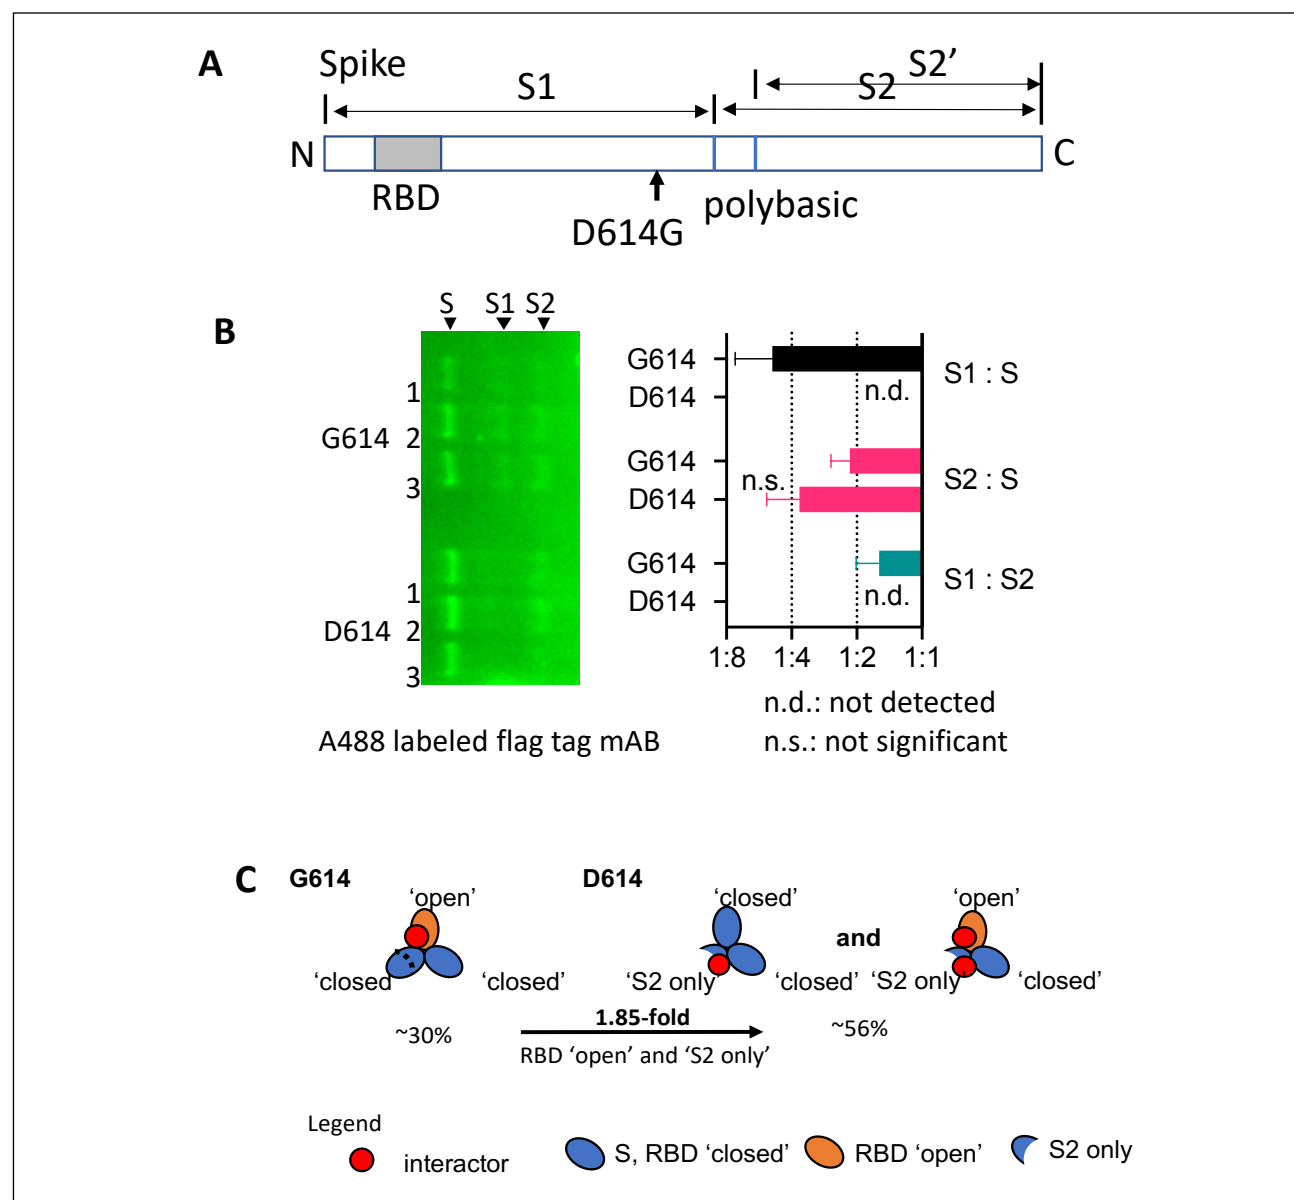 A
Spike
S1
S2'
S2
N
C
RBD
D614G
polybasic
B
S S1 S2
1
G614 2
3
1
D614 2
3
A488 labeled flag tag mAB
G614
D614
n.d.
S1 : S
G614
D614
n.s.
S2 : S
G614
D614
n.d.
S1 : S2
1:8 1:4 1:2 1:1
n.d.: not detected
n.s.: not significant
C
G614
'open'
'closed'
'closed'
~30%
1.85-fold
RBD 'open' and 'S2 only'
D614
'closed'
'S2 only'
'closed'
and
'open'
'S2 only'
'closed'
~56%
Legend
interactor
S, RBD 'closed'
RBD 'open'
S2 only